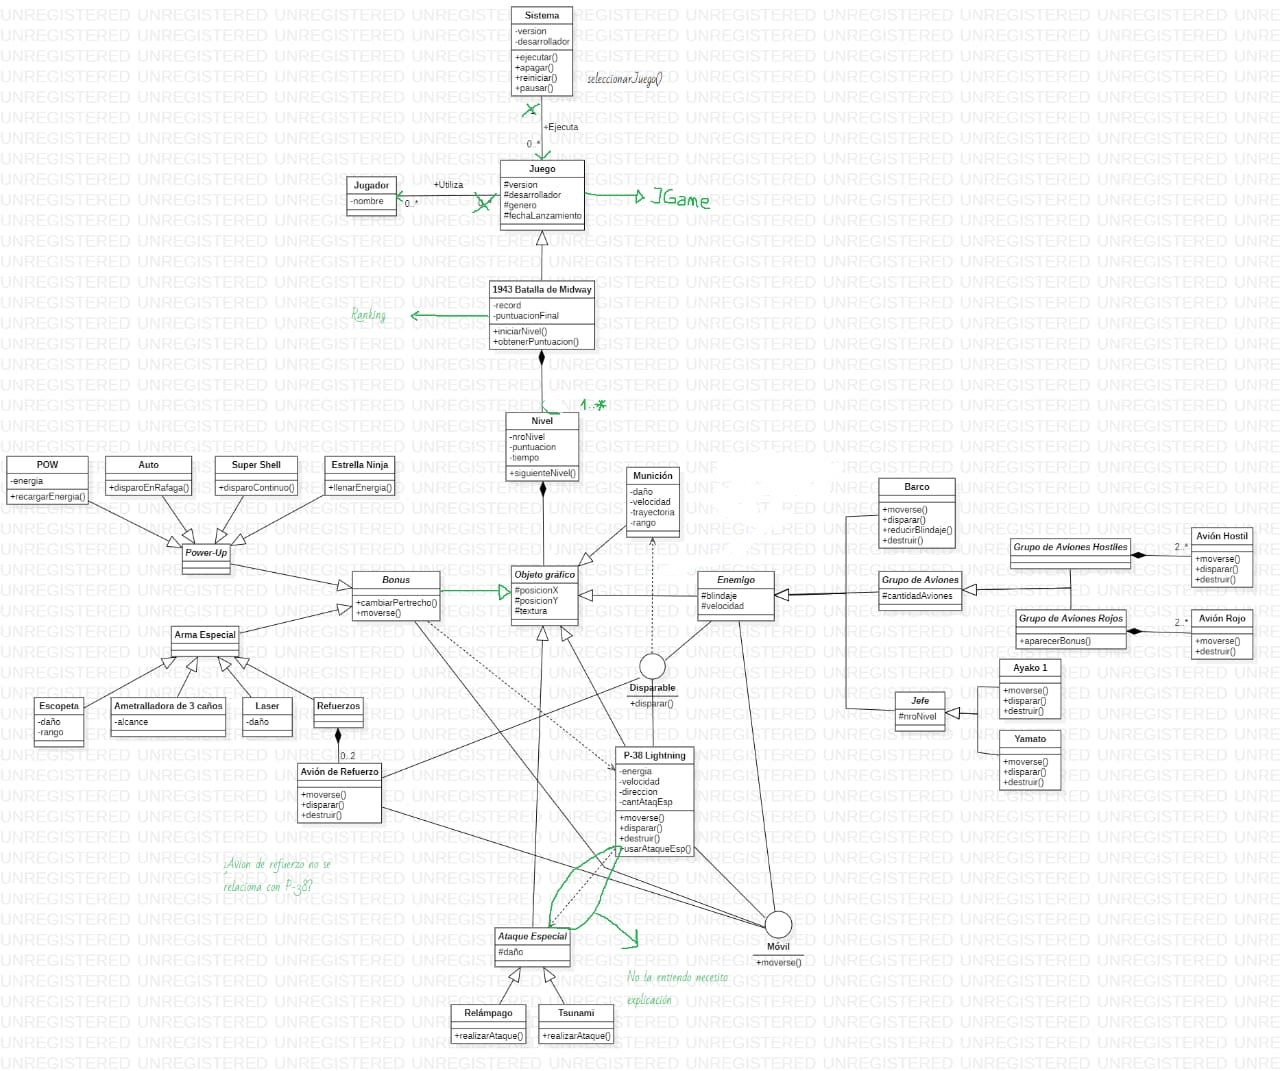 Sistema
-version
-desarrollador
+ejecutar()
+apagar()
+reiniciar()
+pausar()
seleccionarJuego()
+Ejecuta
0..*
Juego
#version
#desarrollador
#genero
#fechaLanzamiento
Jugador
-nombre
+Utiliza
0..*
JGame
1943 Batalla de Midway
-record
-puntuacionFinal
+iniciarNivel()
+obtenerPuntuacion()
Ranking
1..*
Nivel
-nroNivel
-puntuacion
-tiempo
+siguienteNivel()
POW
-energia
+recargarEnergia()
Auto
+disparoEnRafaga()
Super Shell
+disparoContinuo()
Estrella Ninja
+llenarEnergia()
Munición
-daño
-velocidad
-trayectoria
-rango
Barco
+moverse()
+disparar()
+reducirBlindaje()
+destruir()
Power-Up
Bonus
+cambiarPertrecho()
+moverse()
Objeto gráfico
#posicionX
#posicionY
#textura
Enemigo
#blindaje
#velocidad
Grupo de Aviones
#cantidadAviones
Grupo de Aviones Hostiles
2..*
Avión Hostil
+moverse()
+disparar()
+destruir()
Grupo de Aviones Rojos
+aparecerBonus()
2..*
Avión Rojo
+moverse()
+destruir()
Arma Especial
Escopeta
-daño
-rango
Ametralladora de 3 caños
-alcance
Laser
-daño
Refuerzos
0..2
Avión de Refuerzo
+moverse()
+disparar()
+destruir()
Disparable
+disparar()
Jefe
#nroNivel
Ayako 1
+moverse()
+disparar()
+destruir()
Yamato
+moverse()
+disparar()
+destruir()
P-38 Lightning
-energia
-velocidad
-direccion
-cantAtaqEsp
+moverse()
+disparar()
+destruir()
+usarAtaqueEsp()
¿Avion de refuerzo no se
relaciona con P-38?
Ataque Especial
#daño
Móvil
+moverse()
No la entiendo necesito
explicación
Relámpago
+realizarAtaque()
Tsunami
+realizarAtaque()
UNREGISTERED